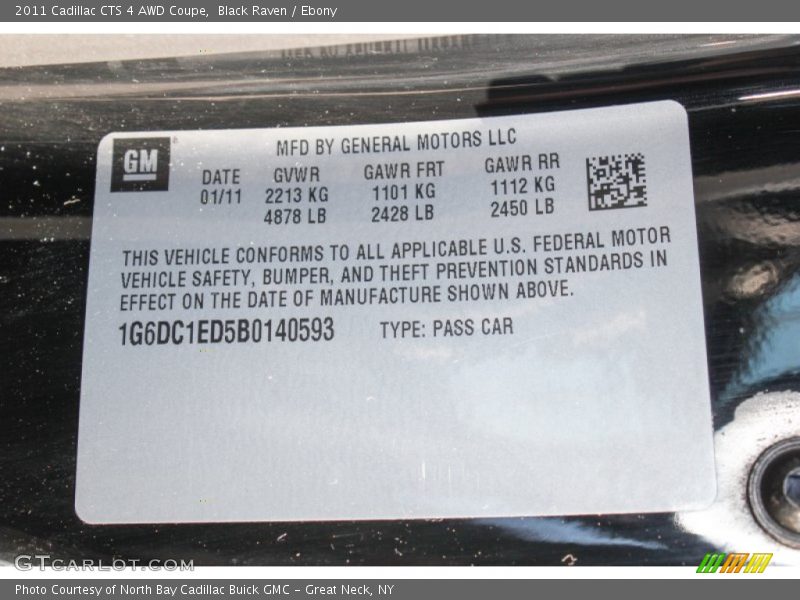 2011 Cadillac CTS 4 AWD Coupe, Black Raven / Ebony
GM
MFD BY GENERAL MOTORS LLC
DATE GVWR GAWR FRT GAWR RR
01/11 2213 KG 1101 KG 1112 KG
4878 LB 2428 LB 2450 LB
THIS VEHICLE CONFORMS TO ALL APPLICABLE U.S. FEDERAL MOTOR
VEHICLE SAFETY, BUMPER, AND THEFT PREVENTION STANDARDS IN
EFFECT ON THE DATE OF MANUFACTURE SHOWN ABOVE.
1G6DC1ED5B0140593 TYPE: PASS CAR
GTCARLOT.COM
Photo Courtesy of North Bay Cadillac Buick GMC - Great Neck, NY